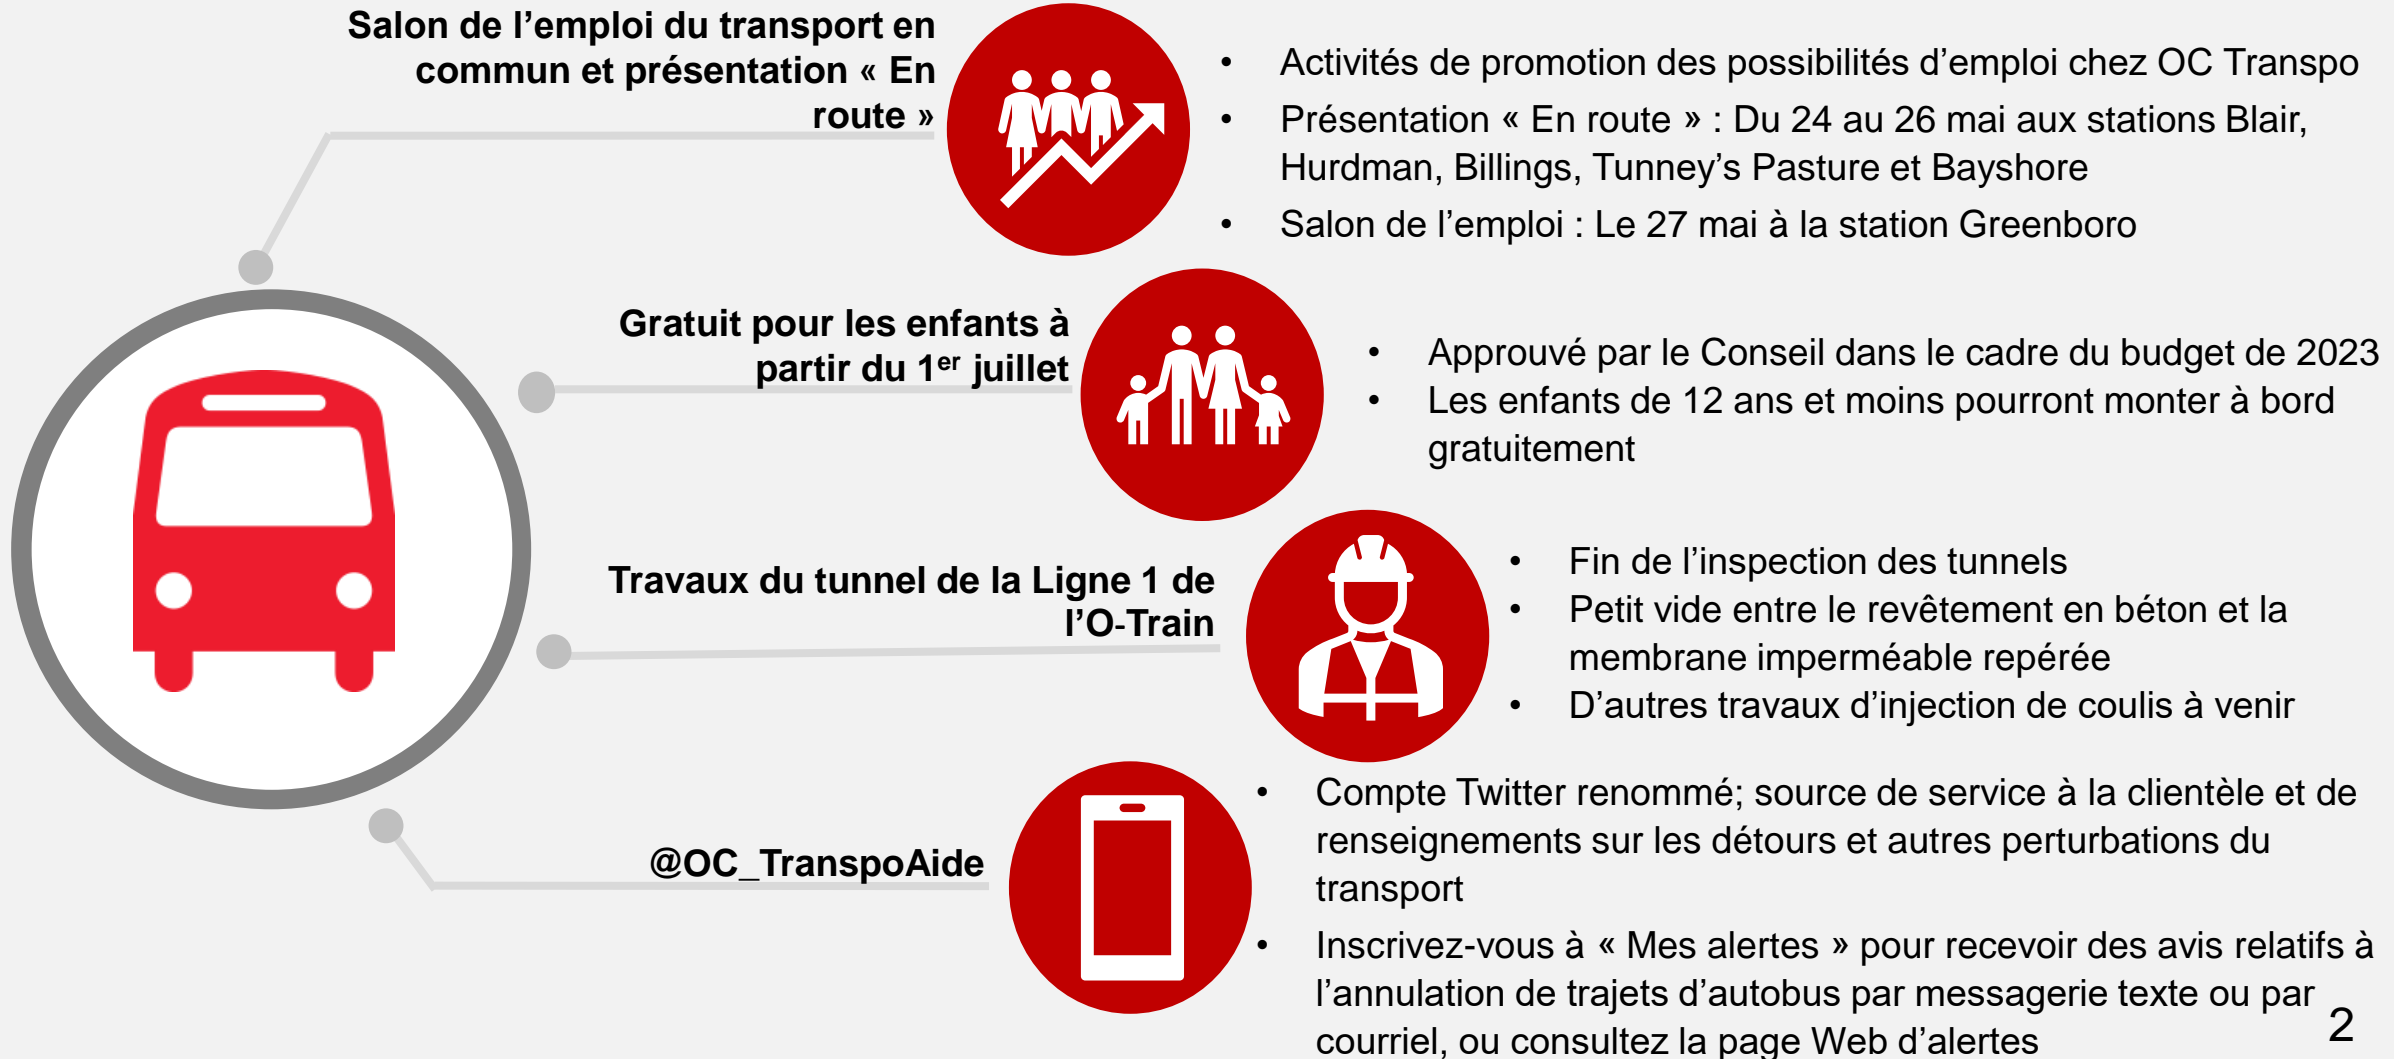 Salon de l’emploi du transport en
commun et présentation « En
route »
• Activités de promotion des possibilités d’emploi chez OC Transpo
• Présentation « En route » : Du 24 au 26 mai aux stations Blair,
Hurdman, Billings, Tunney’s Pasture et Bayshore
• Salon de l’emploi : Le 27 mai à la station Greenboro
Gratuit pour les enfants à
partir du 1er juillet
• Approuvé par le Conseil dans le cadre du budget de 2023
• Les enfants de 12 ans et moins pourront monter à bord
gratuitement
Travaux du tunnel de la Ligne 1 de
l’O-Train
• Fin de l’inspection des tunnels
• Petit vide entre le revêtement en béton et la
membrane imperméable repérée
• D’autres travaux d’injection de coulis à venir
@OC_TranspoAide
• Compte Twitter renommé; source de service à la clientèle et de
renseignements sur les détours et autres perturbations du
transport
• Inscrivez-vous à « Mes alertes » pour recevoir des avis relatifs à
l’annulation de trajets d’autobus par messagerie texte ou par
courriel, ou consultez la page Web d’alertes
2